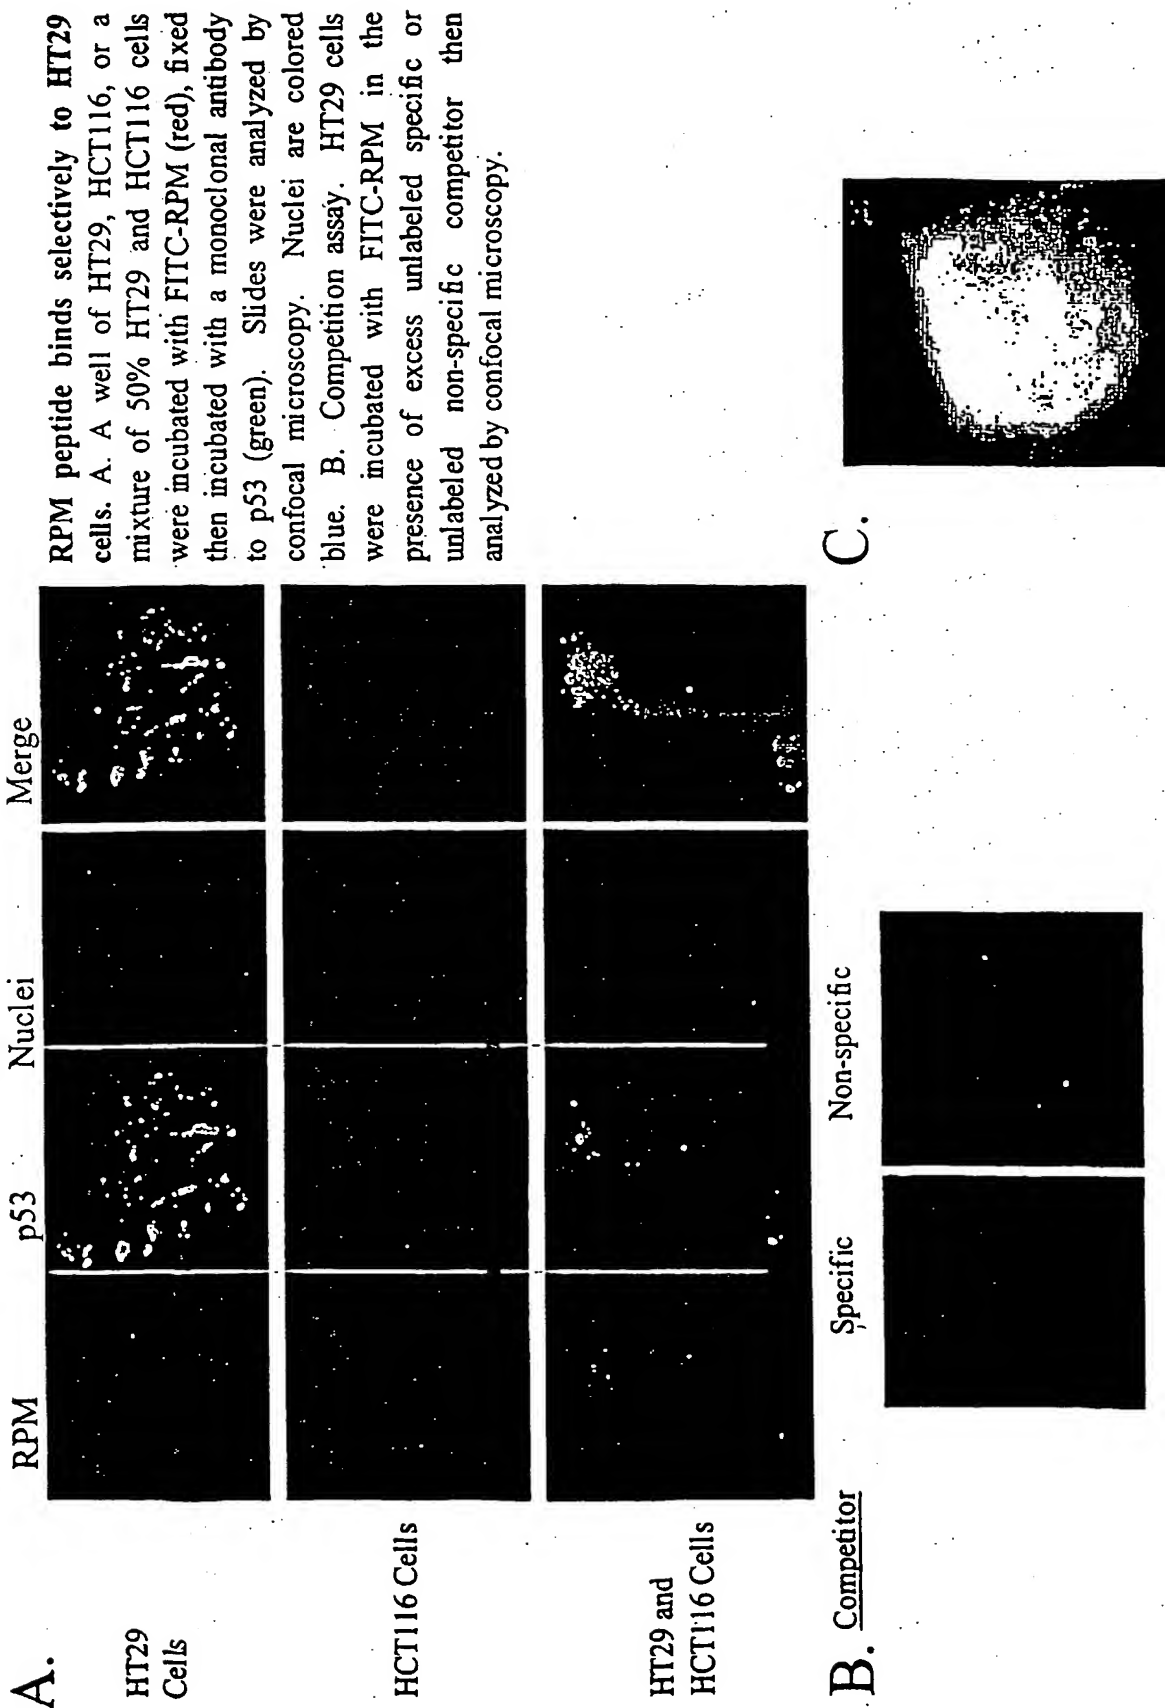 A.
RPM
p53
Nuclei
Merge
HT29
Cells
HCT116 Cells
HT29 and
HCT116 Cells
RPM peptide binds selectively to HT29
cells. A. A well of HT29, HCT116, or a
mixture of 50% HT29 and HCT116 cells
were incubated with FITC-RPM (red), fixed
then incubated with a monoclonal antibody
to p53 (green). Slides were analyzed by
confocal microscopy. Nuclei are colored
blue. B. Competition assay. HT29 cells
were incubated with FITC-RPM in the
presence of excess unlabeled specific or
unlabeled non-specific competitor then
analyzed by confocal microscopy.
B. Competitor
Specific
Non-specific
C.